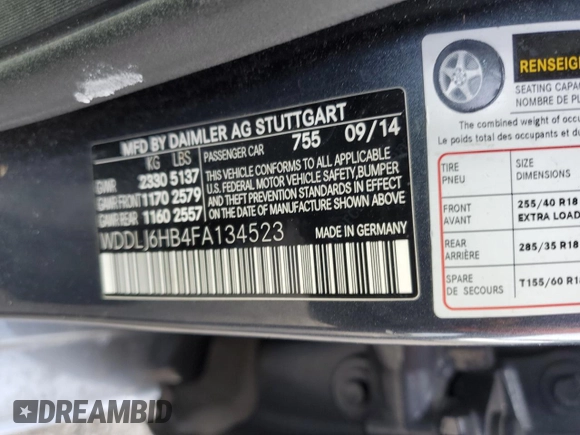 MFD BY DAIMLER AG STUTTGART
KG LBS PASSENGER CAR 755 09/14
GVWR 2330 5137
GAWR FRONT 1170 2579
GAWR REAR 1160 2557
THIS VEHICLE CONFORMS TO ALL APPLICABLE
U.S. FEDERAL MOTOR VEHICLE SAFETY, BUMPER,
AND THEFT PREVENTION STANDARDS IN EFFECT
ON THE DATE OF MANUFACTURE SHOWN ABOVE.
WDDLJ6HB4FA134523 MADE IN GERMANY
RENSEIGNE
SEATING CAPA
NOMBRE DE PL
The combined weight of occu
Le poids total des occupants et du
TIRE SIZE
PNEU DIMENSIONS
FRONT 255/40 R18
AVANT EXTRA LOAD
REAR 285/35 R18
ARRIÈRE
SPARE T155/60 R18
DE SECOURS
DREAMBID